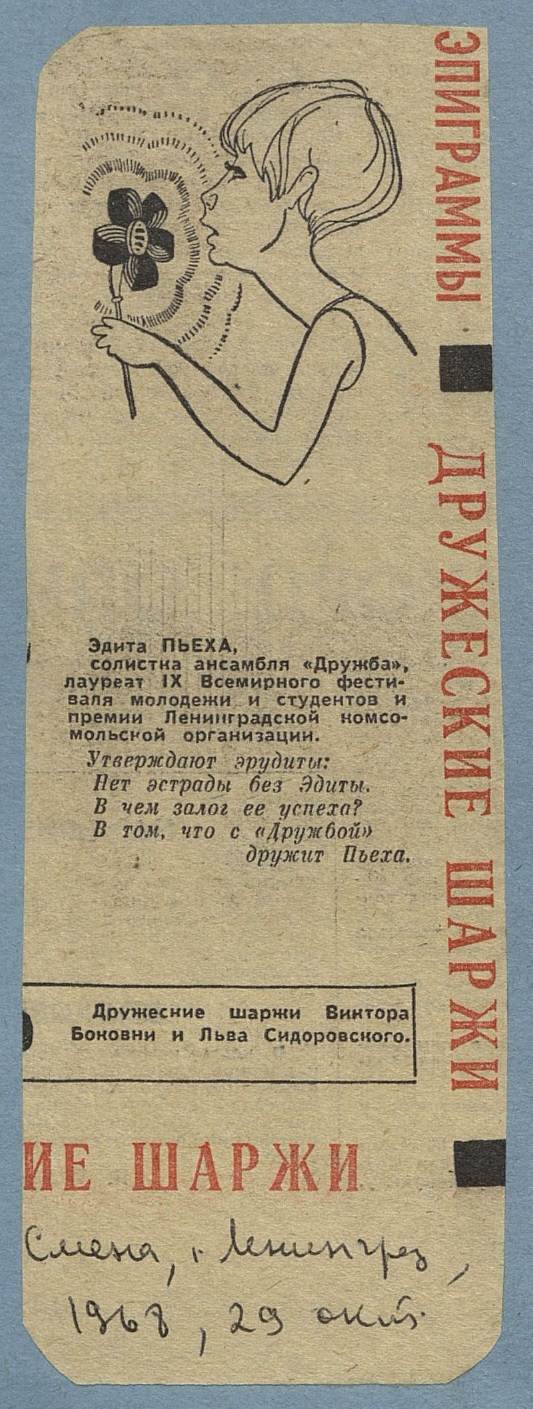 ЭПИГРАММЫ
ДРУЖЕСКИЕ ШАРЖИ
Эдита ПЬЕХА,
солистка ансамбля «Дружба»,
лауреат IX Всемирного фести-
валя молодежи и студентов и
премии Ленинградской комсо-
мольской организации.
Утверждают эрудиты:
Нет эстрады без Эдиты.
В чем залог ее успеха?
В том, что с «Дружбой»
дружит Пьеха.
Дружеские шаржи Виктора
Боковни и Льва Сидоровского.
ИЕ ШАРЖИ
Смена, г. Ленинград,
1968, 29 окт.